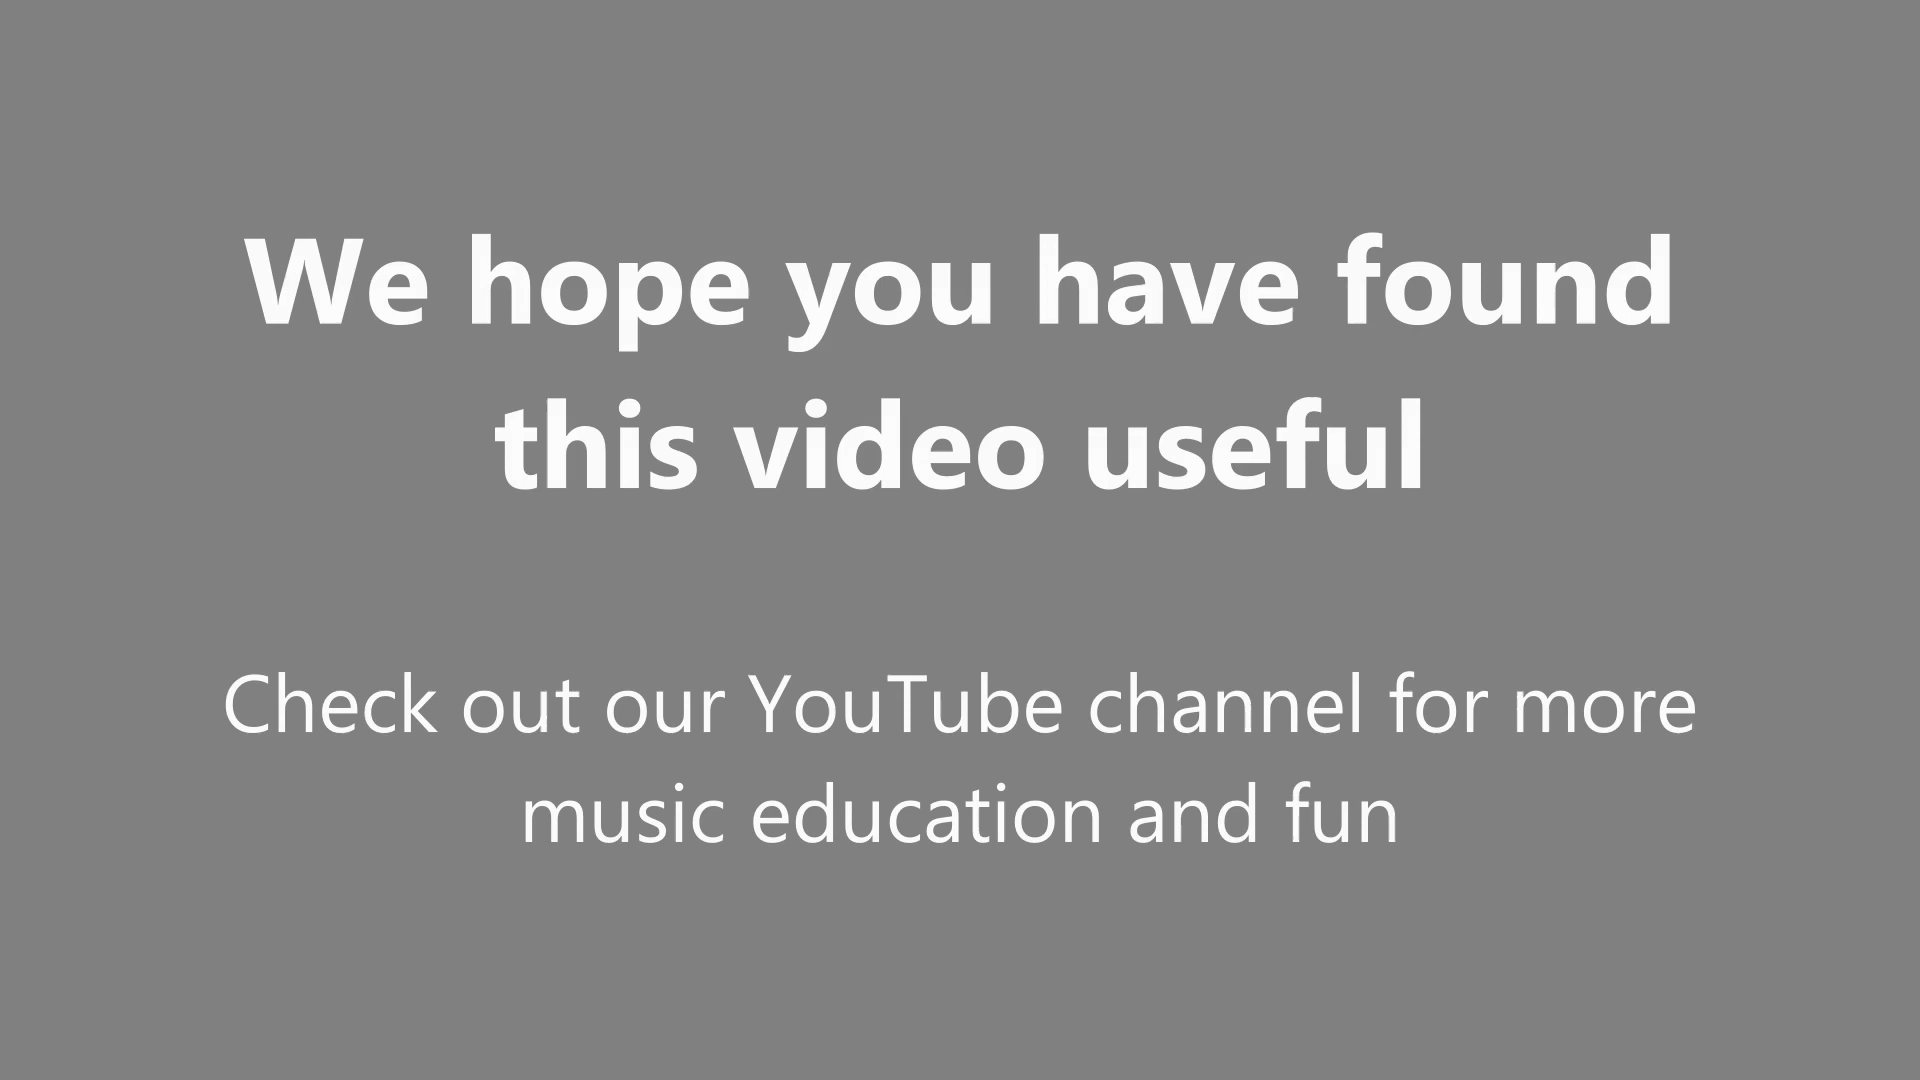 We hope you have found
this video useful
Check out our YouTube channel for more
music education and fun